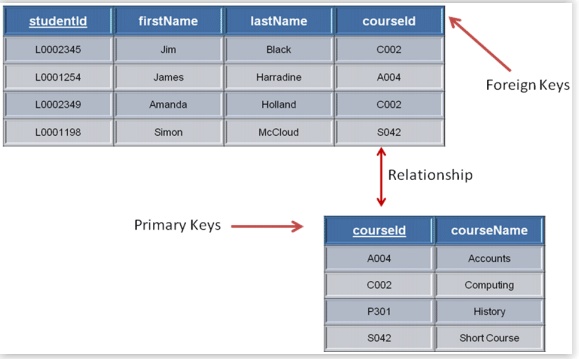 studentId firstName lastName courseId
L0002345 Jim Black C002
L0001254 James Harradine A004
L0002349 Amanda Holland C002
L0001198 Simon McCloud S042
Foreign Keys
Relationship
Primary Keys
courseId courseName
A004 Accounts
C002 Computing
P301 History
S042 Short Course